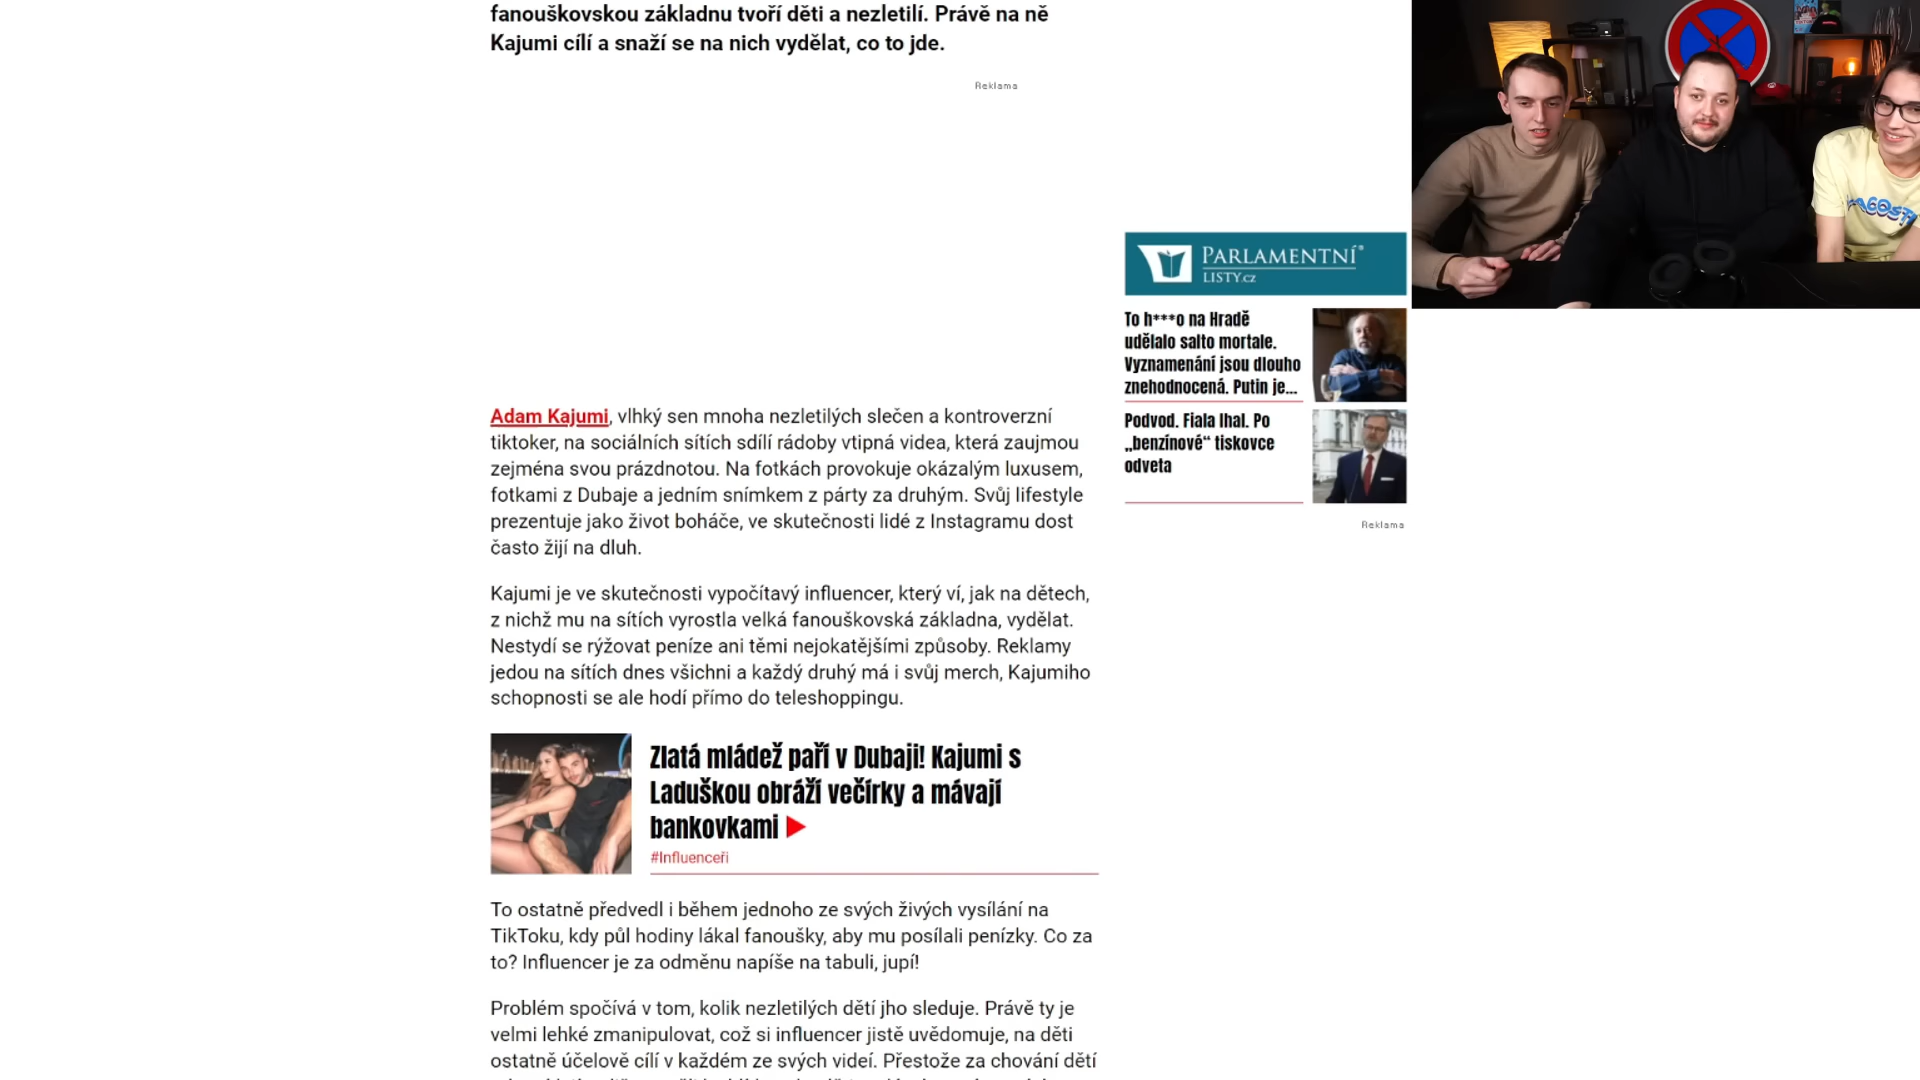 fanouškovskou základnu tvoří děti a nezletilí. Právě na ně
Kajumi cílí a snaží se na nich vydělat, co to jde.
Reklama
Adam Kajumi, vlhký sen mnoha nezletilých slečen a kontroverzní
tiktoker, na sociálních sítích sdílí rádoby vtipná videa, která zaujmou
zejména svou prázdnotou. Na fotkách provokuje okázalým luxusem,
fotkami z Dubaje a jedním snímkem z párty za druhým. Svůj lifestyle
prezentuje jako život boháče, ve skutečnosti lidé z Instagramu dost
často žijí na dluh.
Kajumi je ve skutečnosti vypočítavý influencer, který ví, jak na dětech,
z nichž mu na sítích vyrostla velká fanouškovská základna, vydělat.
Nestydí se rýžovat peníze ani těmi nejokatějšími způsoby. Reklamy
jedou na sítích dnes všichni a každý druhý má i svůj merch, Kajumiho
schopnosti se ale hodí přímo do teleshoppingu.
Zlatá mládež paří v Dubaji! Kajumi s
Laduškou obráží večírky a mávají
bankovkami
#Influenceři
To ostatně předvedl i během jednoho ze svých živých vysílání na
TikToku, kdy půl hodiny lákal fanoušky, aby mu posílali penízky. Co za
to? Influencer je za odměnu napíše na tabuli, jupí!
Problém spočívá v tom, kolik nezletilých dětí jho sleduje. Právě ty je
velmi lehké zmanipulovat, což si influencer jistě uvědomuje, na děti
ostatně účelově cílí v každém ze svých videí. Přestože za chování dětí
PARLAMENTNÍ®
LISTY.cz
To h***o na Hradě
udělalo salto mortale.
Vyznamenání jsou dlouho
znehodnocená. Putin je...
Podvod. Fiala lhal. Po
„benzínové“ tiskovce
odveta
Reklama